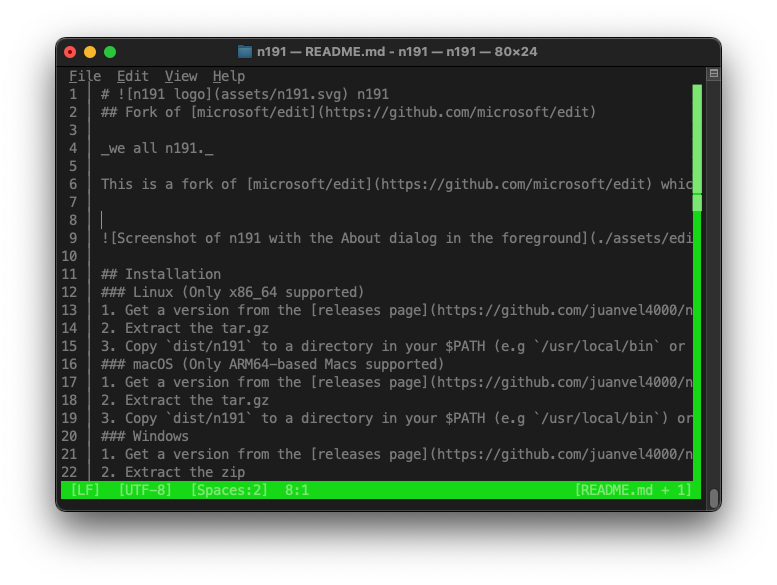 n191 — README.md - n191 — n191 — 80×24
File Edit View Help
1 # ![n191 logo](assets/n191.svg) n191
2 ## Fork of [microsoft/edit](https://github.com/microsoft/edit)
3
4 _we all n191._
5
6 This is a fork of [microsoft/edit](https://github.com/microsoft/edit) whic
7
8
9 ![Screenshot of n191 with the About dialog in the foreground](./assets/edi
10
11 ## Installation
12 ### Linux (Only x86_64 supported)
13 1. Get a version from the [releases page](https://github.com/juanvel4000/n
14 2. Extract the tar.gz
15 3. Copy `dist/n191` to a directory in your $PATH (e.g `/usr/local/bin` or
16 ### macOS (Only ARM64-based Macs supported)
17 1. Get a version from the [releases page](https://github.com/juanvel4000/n
18 2. Extract the tar.gz
19 3. Copy `dist/n191` to a directory in your $PATH (e.g `/usr/local/bin`) or
20 ### Windows
21 1. Get a version from the [releases page](https://github.com/juanvel4000/n
22 2. Extract the zip
[LF] [UTF-8] [Spaces:2] 8:1 [README.md + 1]